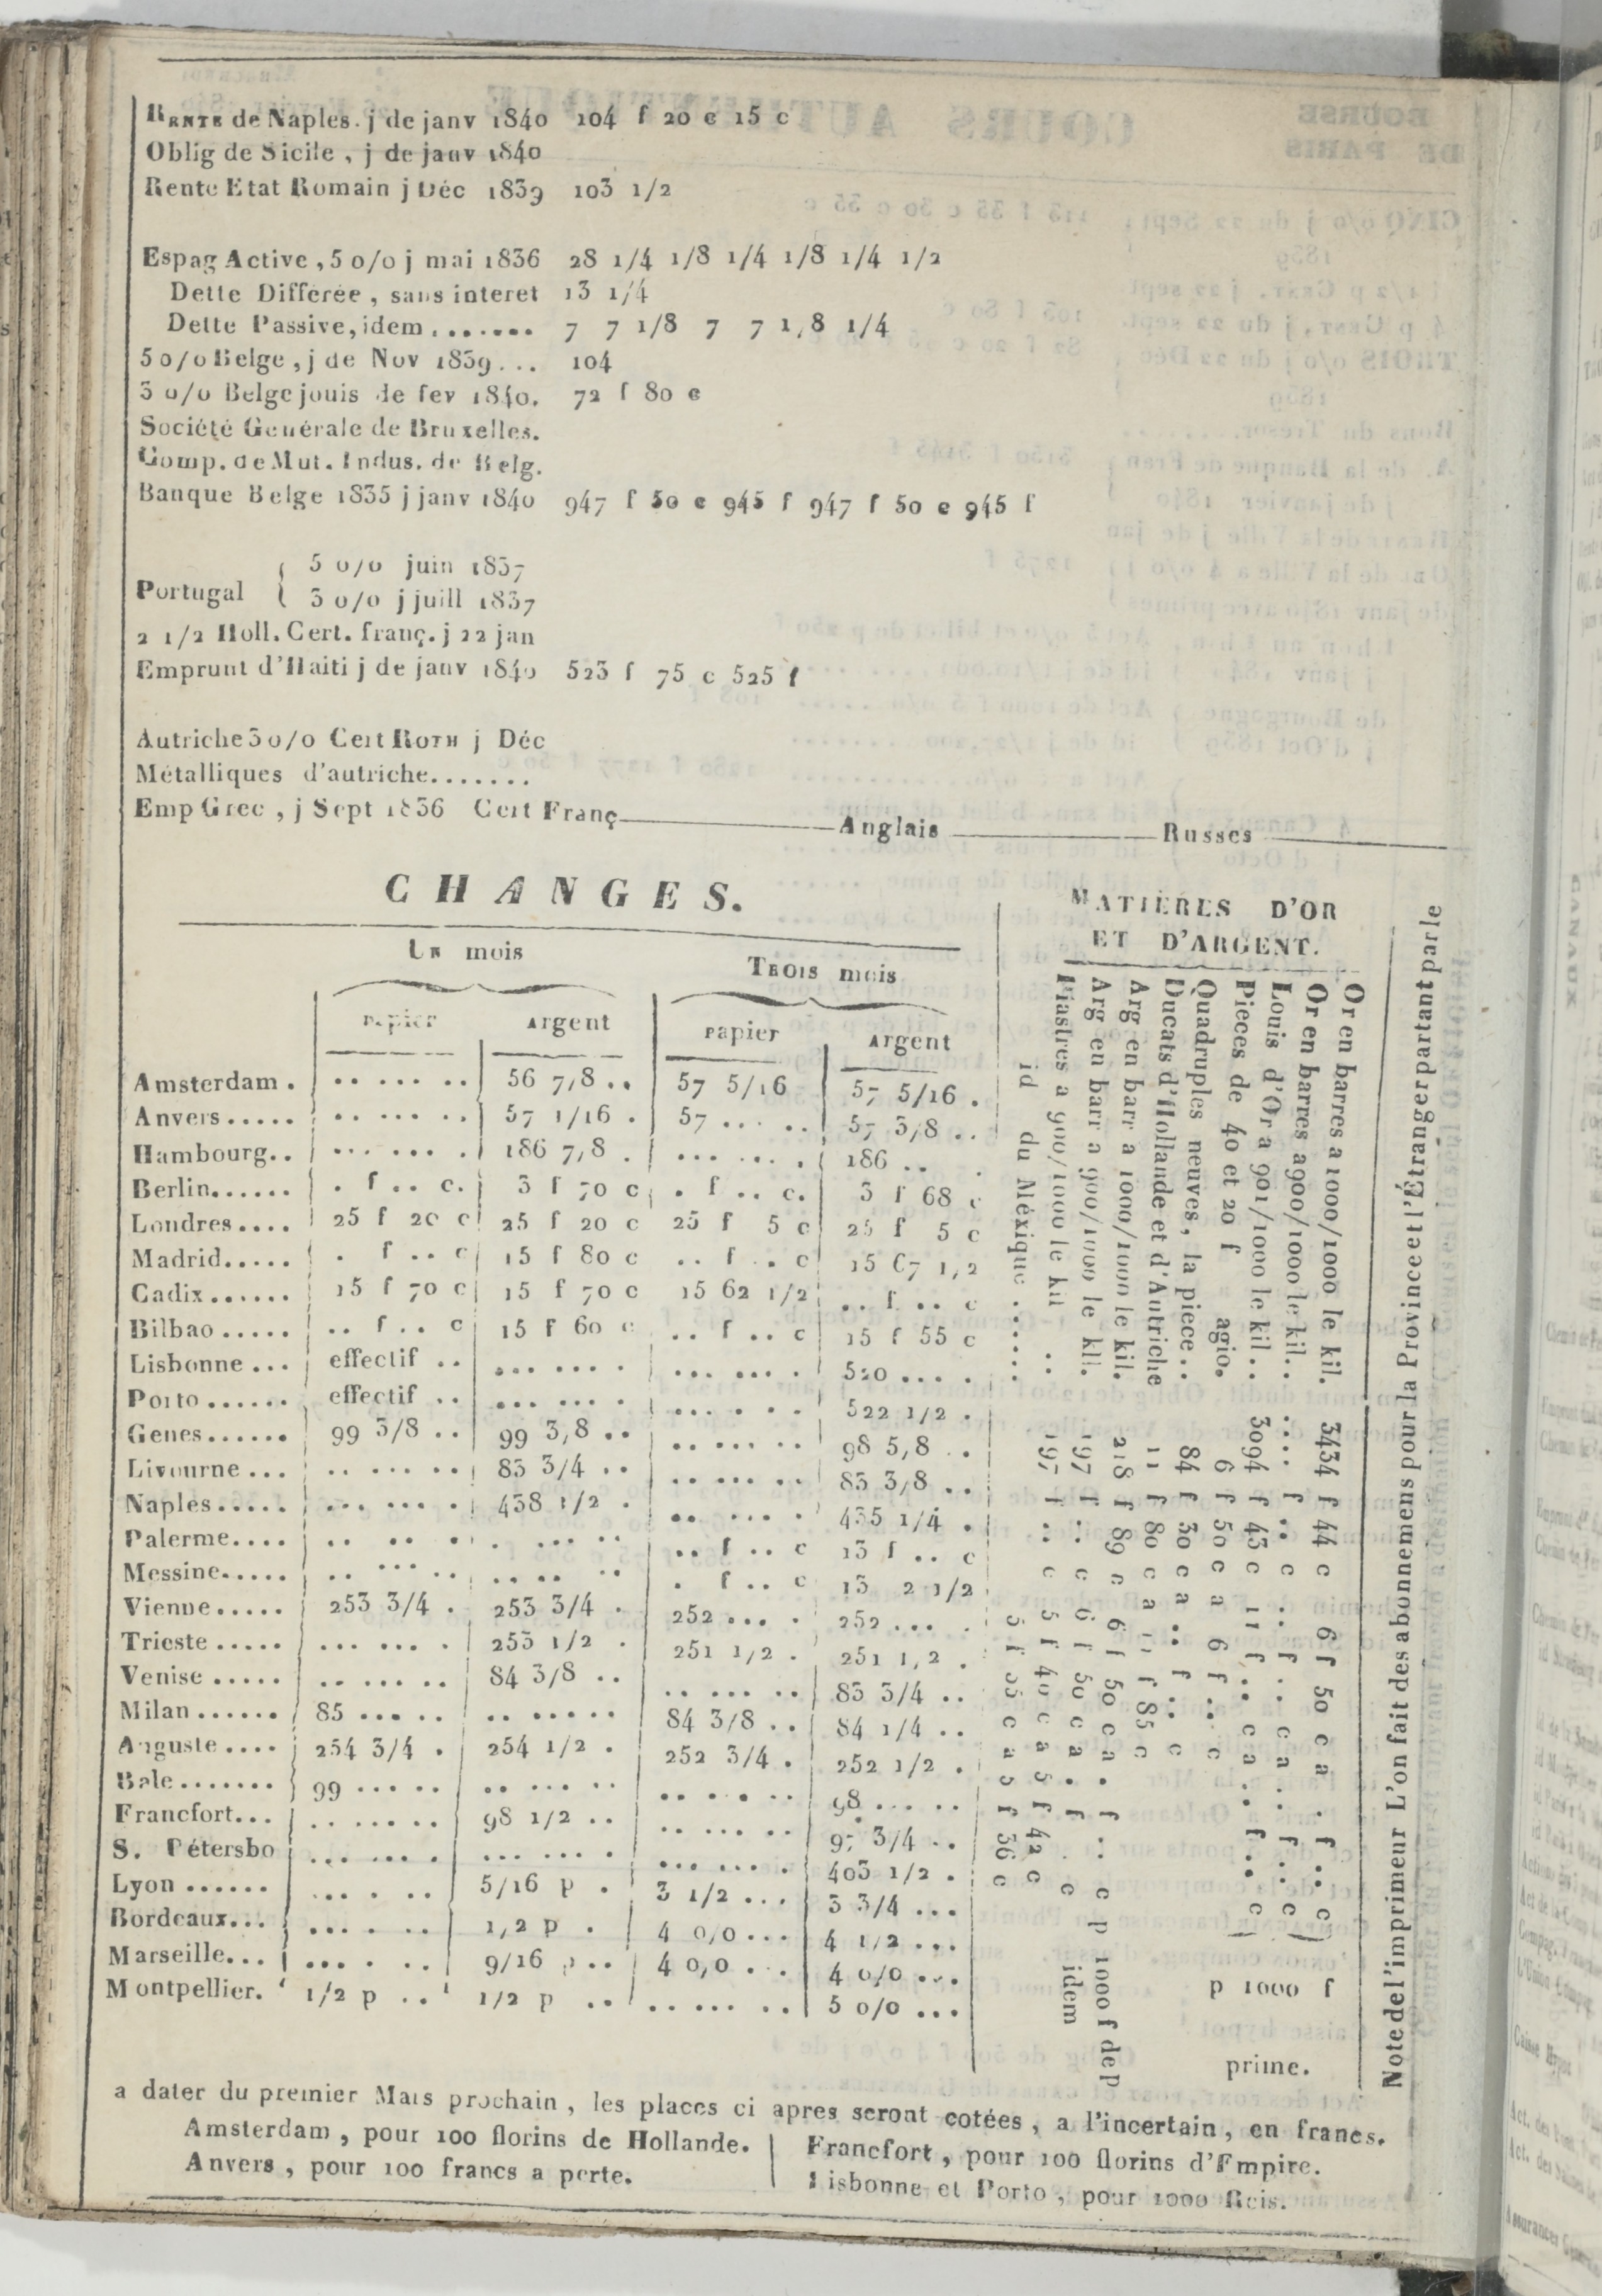 RENTE de Naples. j de janv 1840 104 f 20 c 15 c
Oblig de Sicile, j de janv 1840
Rente Etat Romain j Déc 1839 103 1/2
Espag Active, 5 o/o j mai 1836 28 1/4 1/8 1/4 1/8 1/4 1/2
Dette Differée, sans interet 13 1/4
Dette Passive, idem ....... 7 7 1/8 7 7 1/8 1/4
5 o/o Belge, j de Nov 1839... 104
3 o/o Belge jouis de fev 1840. 72 f 80 c
Société Genérale de Bruxelles.
Comp. de Mut. Indus. de Belg.
Banque Belge 1835 j janv 1840 947 f 50 c 945 f 947 f 50 c 945 f
Portugal { 5 o/o juin 1837
3 o/o j juill 1837
2 1/2 Holl. Cert. franç. j 22 jan
Emprunt d'Haiti j de janv 1840 523 f 75 c 525 f
Autriche 3 o/o Cert ROTH j Déc
Métalliques d'autriche.......
Emp Grec, j Sept 1836 Cert Franç — Anglais — Russes
CHANGES.
UN mois TROIS mois
papier Argent papier Argent
Amsterdam . .. ... .. 56 7/8 .. 57 5/16 57 5/16 .
Anvers ..... .. ... .. 57 1/16 . 57 ... .. 57 3/8 ..
Hambourg.. ... ... . 186 7/8 . ... ... . 186 .. .
Berlin...... . f .. c. 3 f 70 c . f .. c. 3 f 68 c
Londres .... 25 f 20 c 25 f 20 c 25 f 5 c 25 f 5 c
Madrid..... . f .. c 15 f 80 c .. f .. c 15 67 1/2
Cadix ...... 15 f 70 c 15 f 70 c 15 62 1/2 .. f .. c
Bilbao ..... .. f .. c 15 f 60 c .. f .. c 15 f 55 c
Lisbonne ... effectif .. ... ... . ... ... . 520 ... .
Porto ...... effectif .. ... ... . ... . .. 522 1/2 .
Genes...... 99 3/8 .. 99 3/8 .. .. ... .. 98 5/8 ..
Livourne ... .. ... .. 83 3/4 .. .. ... .. 83 3/8 ..
Naples ..... ... ... . 438 1/2 . .. ... . 435 1/4 .
Palerme.... .. .. . . ... .. .. f .. c 13 f .. c
Messine..... .. ... .. .. .. .. . f .. c 13 2 1/2
Vienne ..... 253 3/4 . 253 3/4 . 252 ... . 252 ... .
Trieste ..... ... ... . 253 1/2 . 251 1/2 . 251 1/2 .
Venise ..... .. ... .. 84 3/8 .. .. ... .. 83 3/4 ..
Milan ...... 85 ... .. .. ... .. 84 3/8 .. 84 1/4 ..
Auguste .... 254 3/4 . 254 1/2 . 252 3/4 . 252 1/2 .
Bale ....... 99 ... .. .. ... .. .. . .. 98 ... ..
Francfort... .. ... .. 98 1/2 .. .. ... .. 97 3/4 ..
S. Pétersbo ... ... . ... ... . ... ... . 403 1/2 .
Lyon ...... ... . .. 5/16 p . 3 1/2 ... 3 3/4 ...
Bordeaux... ... . .. 1/2 p . 4 o/o ... 4 1/2 ...
Marseille... ... . .. 9/16 p .. 4 o/o ... 4 o/o ...
Montpellier. 1/2 p .. 1/2 p .. .. ... .. 5 o/o ...
MATIÈRES D'OR
ET D'ARGENT.
Or en barres a 1000/1000 le kil. 3434 f 44 c 6 f 50 c a . f .. c
Or en barres a 900/1000 le kil. .. .... f .. c .. f .. c a .. f .. c
Louis d'Or a 901/1000 le kil .. 3094 f 43 c 11 f .. c a .. f .. c
p 1000 f
prime.
Pieces de 40 et 20 f agio. 6 f 50 c a 6 f .. c
Quadruples neuves, la piece .. 84 f 30 c a .. f .. c
Ducats d'Hollande et d'Autriche 11 f 80 c a 11 f 85 c
Arg en barr a 1000/1000 le kil. 218 f 89 c 6 f 50 c a . f .. c p 1000 f de p
Arg en barr a 900/1000 le kil. 197 f .. c 6 f 50 c a . f . c idem
Piastres a 900/1000 le kil .. 197 f .. c 5 f 40 c a 5 f 42 c
id du Méxique ...... 5 f 35 c a 5 f 36 c
Note de l'imprimeur L'on fait des abonnemens pour la Province et l'Étranger partant par le
a dater du premier Mars prochain, les places ci apres seront cotées, a l'incertain, en francs.
Amsterdam, pour 100 florins de Hollande. Francfort, pour 100 florins d'Empire.
Anvers, pour 100 francs a perte. Lisbonne et Porto, pour 1000 Reis.